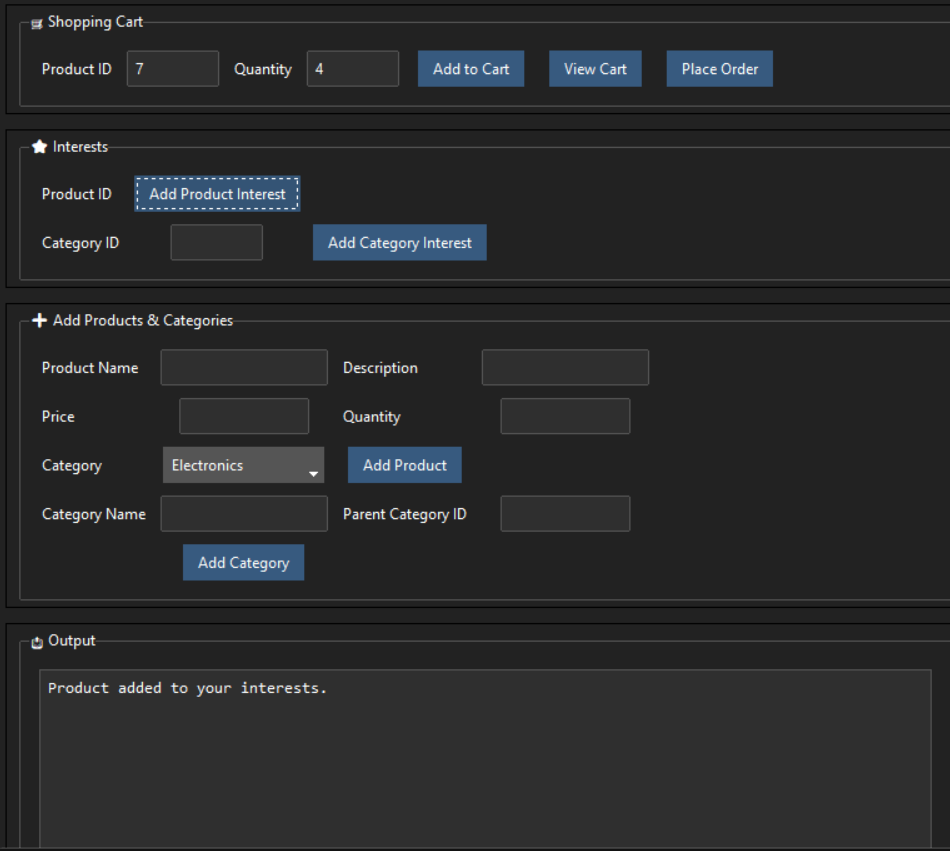 Shopping Cart
Product ID 7 Quantity 4 Add to Cart View Cart Place Order
Interests
Product ID Add Product Interest
Category ID Add Category Interest
Add Products & Categories
Product Name Description
Price Quantity
Category Electronics Add Product
Category Name Parent Category ID
Add Category
Output
Product added to your interests.